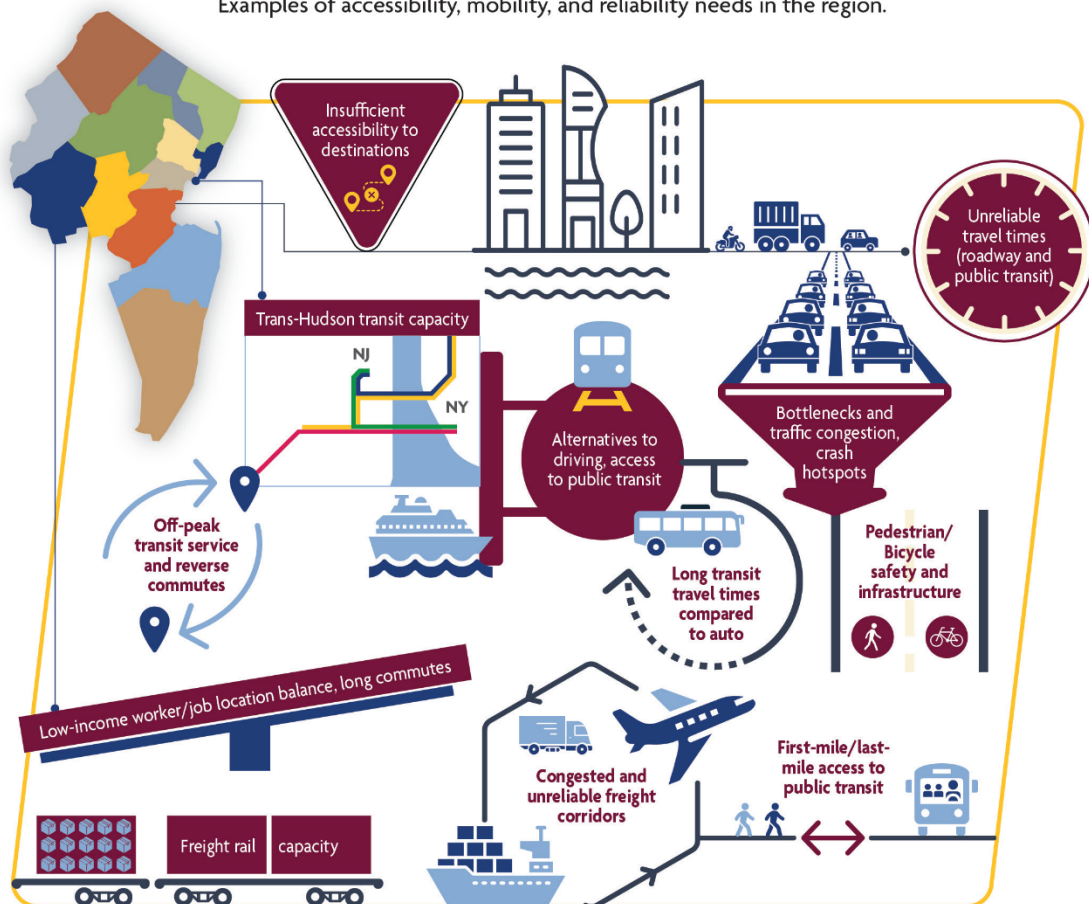 Examples of accessibility, mobility, and reliability needs in the region.
Insufficient
accessibility to
destinations
Unreliable
travel times
(roadway and
public transit)
Trans-Hudson transit capacity
NJ
NY
Alternatives to
driving, access
to public transit
Bottlenecks and
traffic congestion,
crash
hotspots
Off-peak
transit service
and reverse
commutes
Long transit
travel times
compared
to auto
Pedestrian/
Bicycle
safety and
infrastructure
Low-income worker/job location balance, long commutes
Congested and
unreliable freight
corridors
First-mile/last-
mile access to
public transit
Freight rail capacity